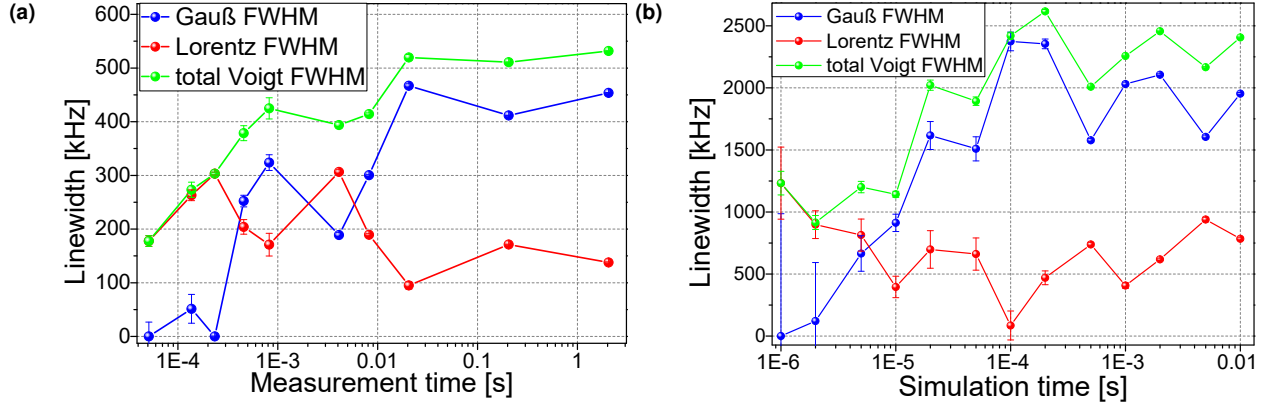 (a)
Gauß FWHM
Lorentz FWHM
total Voigt FWHM
600
500
400
300
200
100
0
Linewidth [kHz]
1E-4
1E-3
0.01
0.1
1
Measurement time [s]
(b)
Gauß FWHM
Lorentz FWHM
total Voigt FWHM
2500
2000
1500
1000
500
0
Linewidth [kHz]
1E-6
1E-5
1E-4
1E-3
0.01
Simulation time [s]